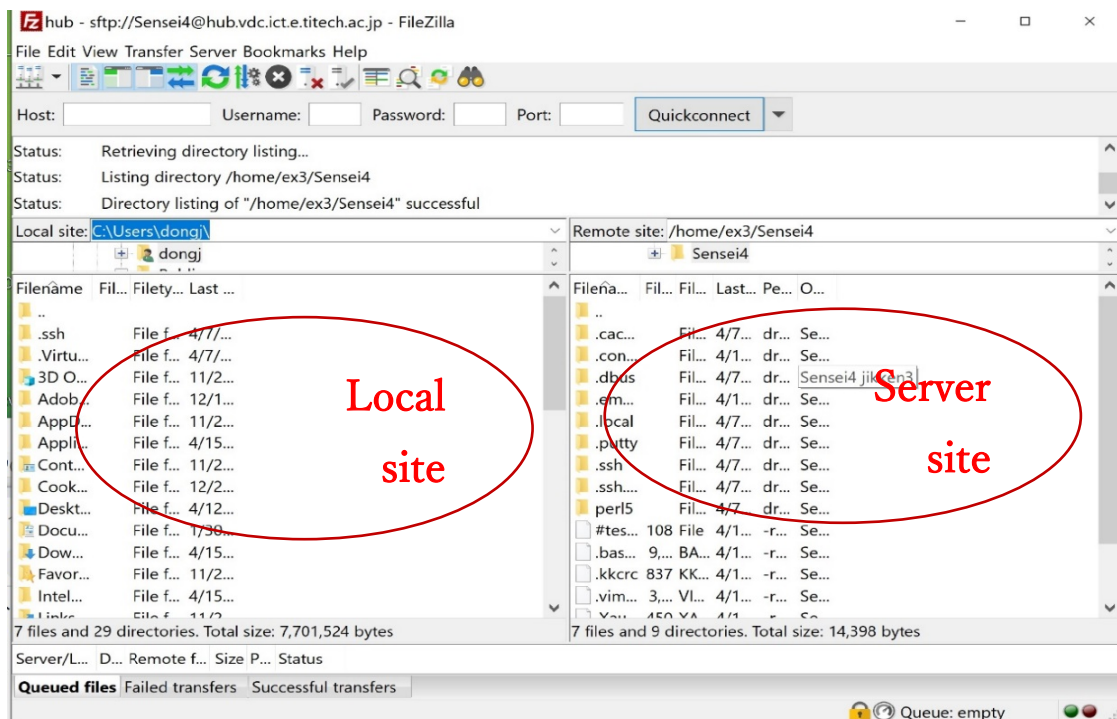 hub - sftp://Sensei4@hub.vdc.ict.e.titech.ac.jp - FileZilla
File Edit View Transfer Server Bookmarks Help
Host: Username: Password: Port: Quickconnect
Status: Retrieving directory listing...
Status: Listing directory /home/ex3/Sensei4
Status: Directory listing of "/home/ex3/Sensei4" successful
Local site: C:\Users\dongj\
dongj
Filename Fil... Filety... Last ...
..
.ssh File f... 4/7/...
.Virtu... File f... 4/7/...
3D O... File f... 11/2...
Adob... File f... 12/1...
AppD... File f... 11/2...
Appli... File f... 4/15...
Cont... File f... 11/2...
Cook... File f... 12/2...
Deskt... File f... 4/12...
Docu... File f... 1/30...
Dow... File f... 4/15...
Favor... File f... 11/2...
Intel... File f... 4/15...
Links File f... 11/2...
7 files and 29 directories. Total size: 7,701,524 bytes
Local
site
Remote site: /home/ex3/Sensei4
Sensei4
Filena... Fil... Fil... Last... Pe... O...
..
.cac... Fil... 4/7... dr... Se...
.con... Fil... 4/1... dr... Se...
.dbus Fil... 4/7... dr... Sensei4 jikken3
.em... Fil... 4/1... dr... Se...
.local Fil... 4/7... dr... Se...
.putty Fil... 4/7... dr... Se...
.ssh Fil... 4/7... dr... Se...
.ssh.... Fil... 4/7... dr... Se...
perl5 Fil... 4/7... dr... Se...
#tes... 108 File 4/1... -r... Se...
.bas... 9,... BA... 4/1... -r... Se...
.kkcrc 837 KK... 4/1... -r... Se...
.vim... 3,... VI... 4/1... -r... Se...
.Xau... 450 XA... 4/1... -r... Se...
7 files and 9 directories. Total size: 14,398 bytes
Server
site
Server/L... D... Remote f... Size P... Status
Queued files Failed transfers Successful transfers
Queue: empty